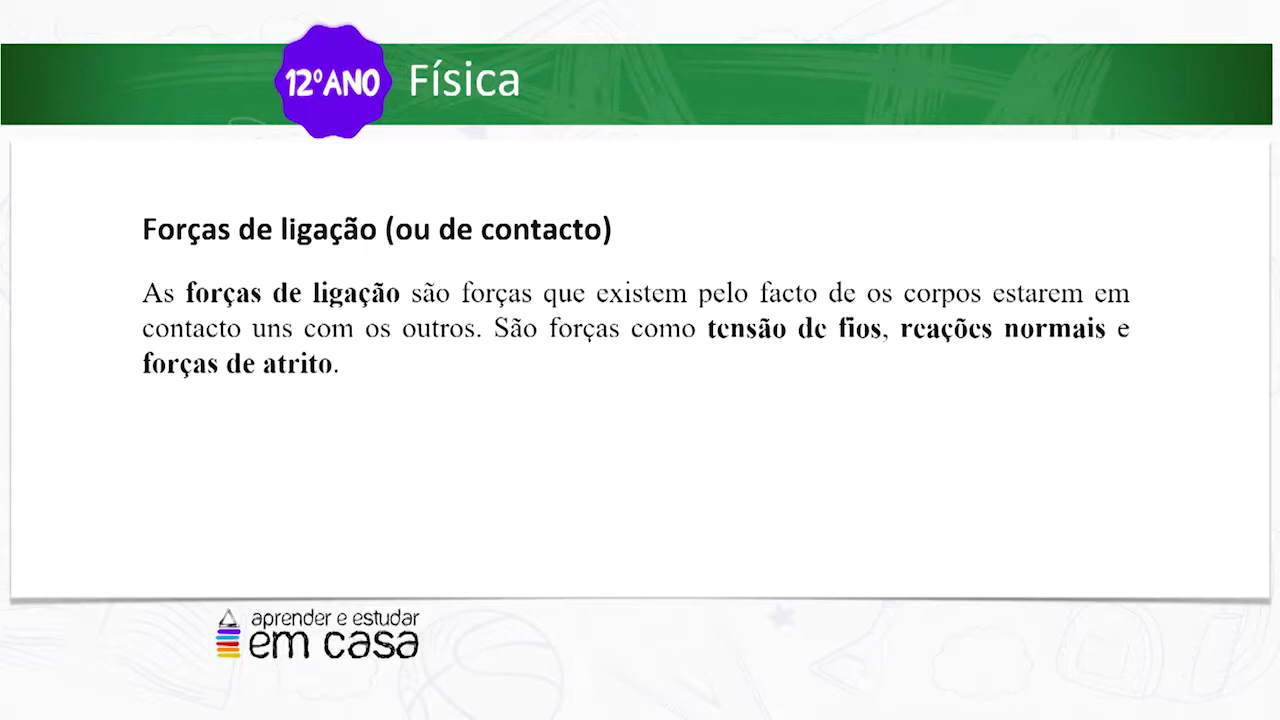 12ºANO Física
Forças de ligação (ou de contacto)
As forças de ligação são forças que existem pelo facto de os corpos estarem em
contacto uns com os outros. São forças como tensão de fios, reações normais e
forças de atrito.
aprender e estudar
em casa